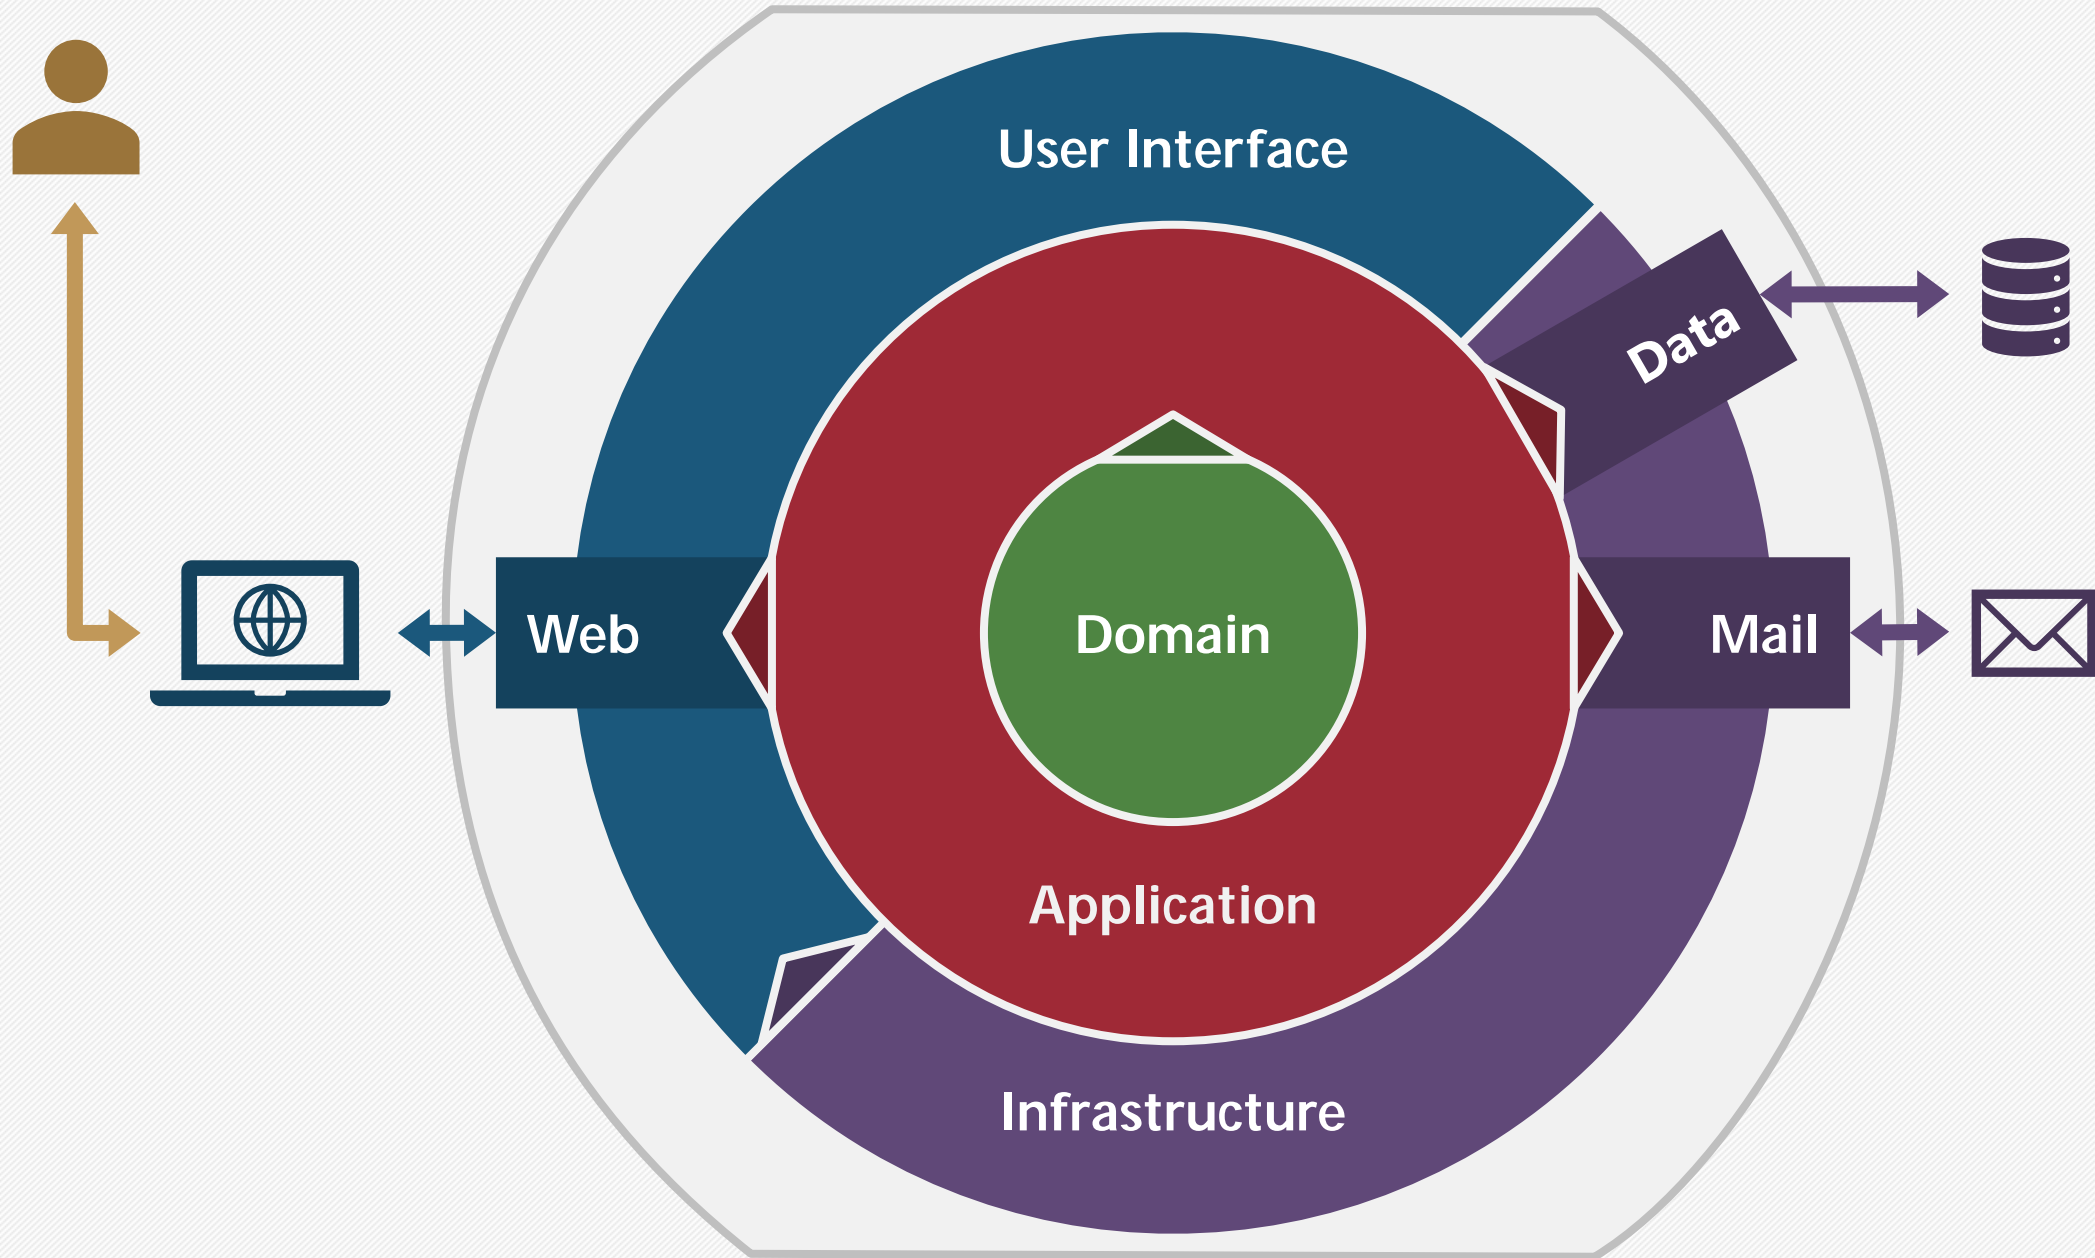 User Interface
Data
Web
Domain
Mail
Application
Infrastructure